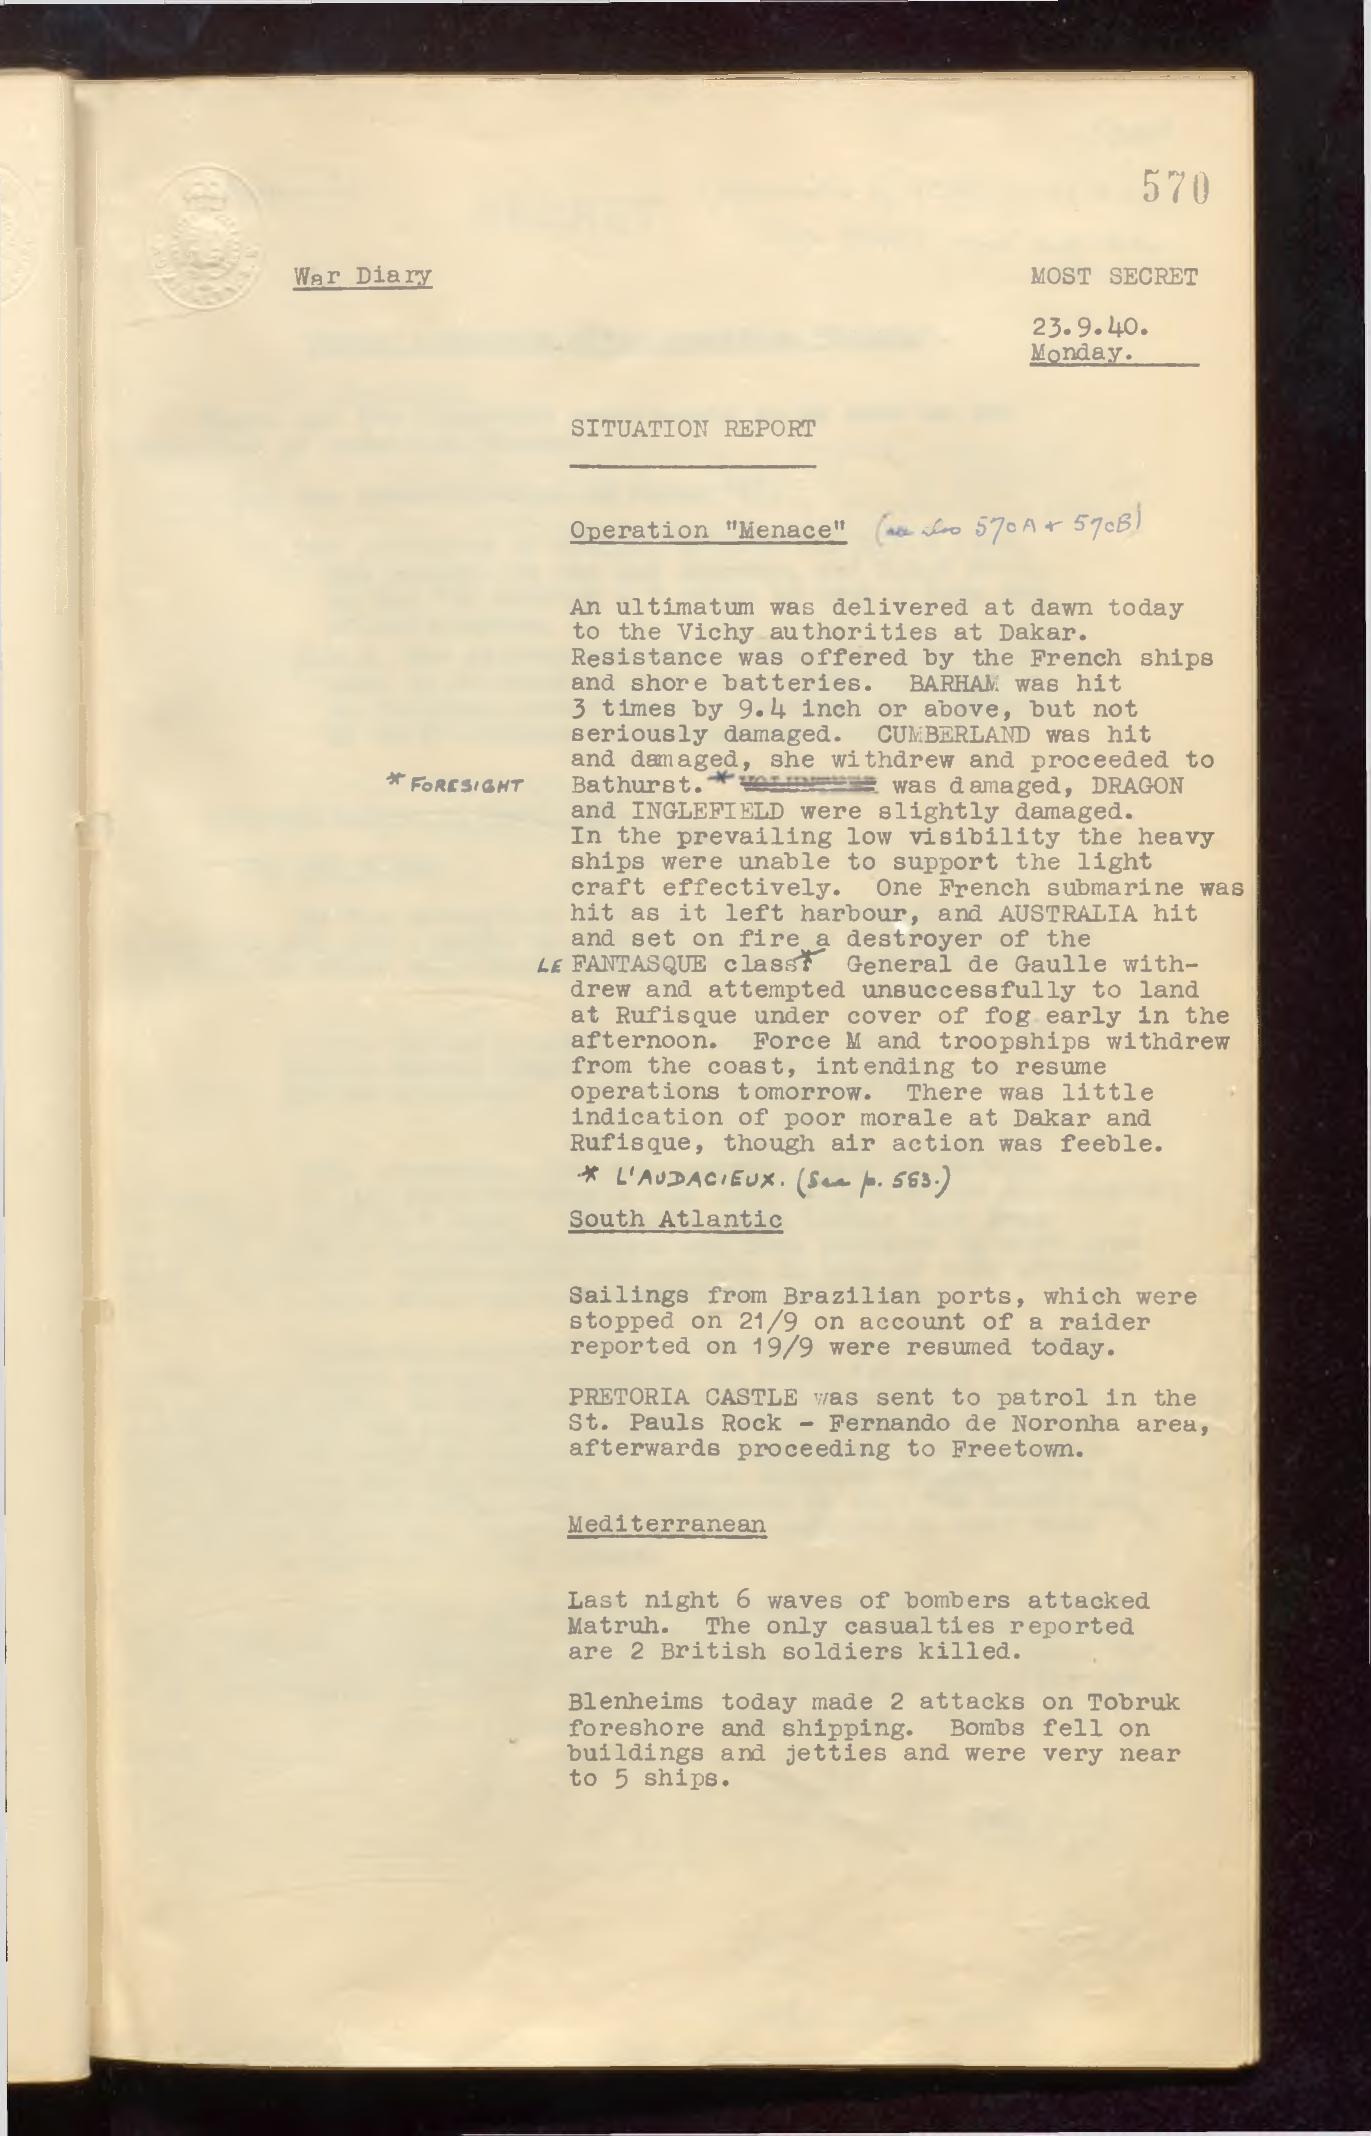 570
War Diary
MOST SECRET
23.9.40.
Monday.
SITUATION REPORT
Operation "Menace" (see also 570A + 570B)
An ultimatum was delivered at dawn today
to the Vichy authorities at Dakar.
Resistance was offered by the French ships
and shore batteries. BARHAM was hit
3 times by 9.4 inch or above, but not
seriously damaged. CUMBERLAND was hit
and damaged, she withdrew and proceeded to
* FORESIGHT
Bathurst. * was damaged, DRAGON
and INGLEFIELD were slightly damaged.
In the prevailing low visibility the heavy
ships were unable to support the light
craft effectively. One French submarine was
hit as it left harbour, and AUSTRALIA hit
and set on fire a destroyer of the
LE FANTASQUE class.* General de Gaulle with-
drew and attempted unsuccessfully to land
at Rufisque under cover of fog early in the
afternoon. Force M and troopships withdrew
from the coast, intending to resume
operations tomorrow. There was little
indication of poor morale at Dakar and
Rufisque, though air action was feeble.
* L'AUDACIEUX. (See p. 563.)
South Atlantic
Sailings from Brazilian ports, which were
stopped on 21/9 on account of a raider
reported on 19/9 were resumed today.
PRETORIA CASTLE was sent to patrol in the
St. Pauls Rock - Fernando de Noronha area,
afterwards proceeding to Freetown.
Mediterranean
Last night 6 waves of bombers attacked
Matruh. The only casualties reported
are 2 British soldiers killed.
Blenheims today made 2 attacks on Tobruk
foreshore and shipping. Bombs fell on
buildings and jetties and were very near
to 5 ships.